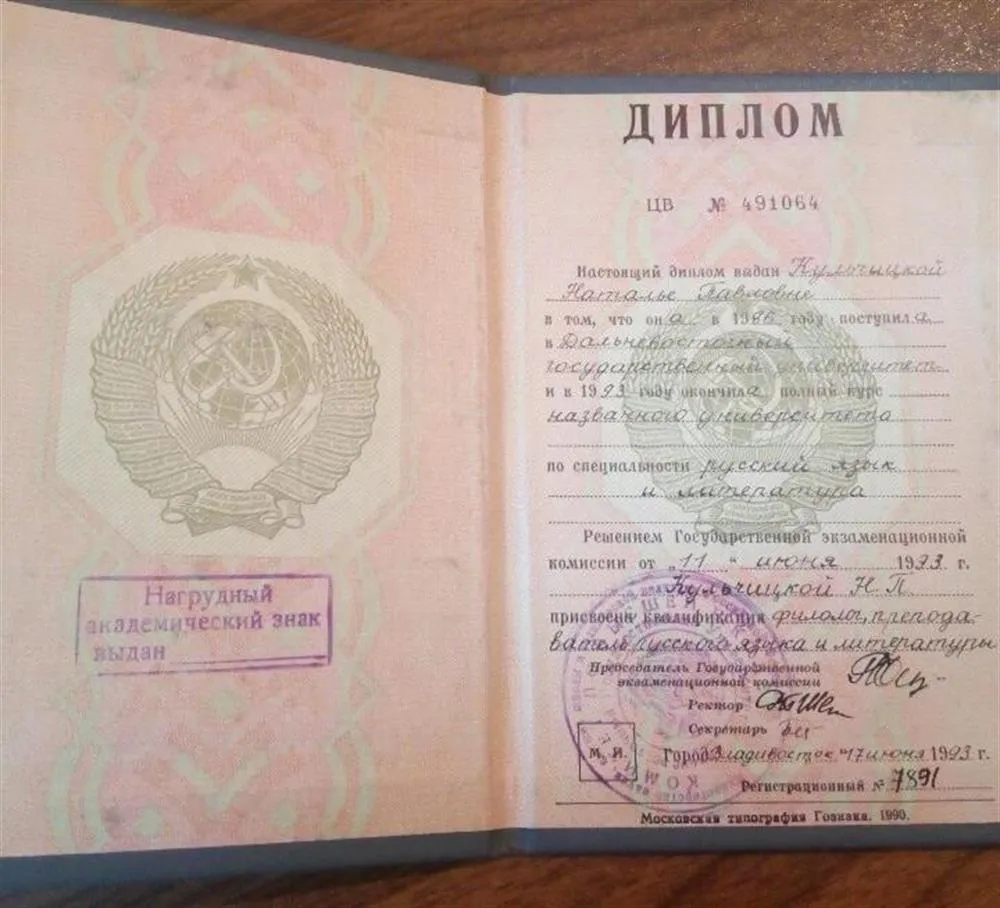 Нагрудный
академический знак
выдан
ДИПЛОМ
ЦВ № 491064
Настоящий диплом выдан Кульчицкой
Наталье Павловне
в том, что она в 1986 году поступила
в Дальневосточный
государственный университет
и в 1993 году окончила полный курс
названного университета
по специальности русский язык
и литература
Решением Государственной экзаменационной
комиссии от „11“ июня 1993 г.
Кульчицкой Н.П.
присвоена квалификация филолог, препода-
ватель русского языка и литературы
Председатель Государственной
экзаменационной комиссии
Ректор
Секретарь
М. П.
Город Владивосток "17 июня 1993 г.
Регистрационный № 7891
Московская типография Гознака. 1990.